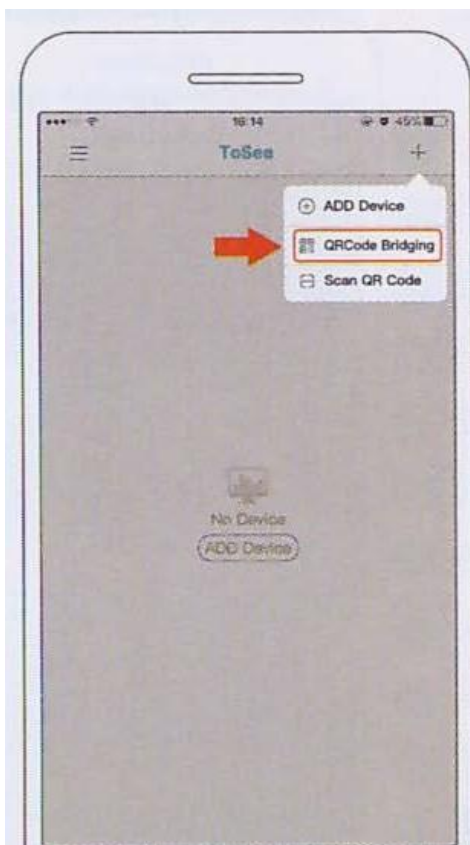 16:14 45%
ToSee
ADD Device
QRCode Bridging
Scan QR Code
No Device
ADD Device